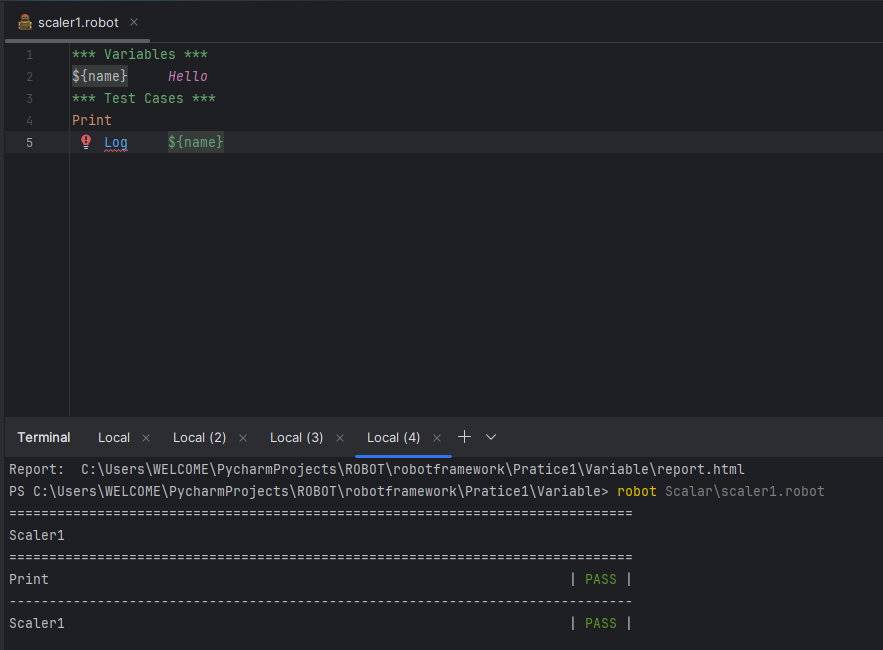 scaler1.robot
1 *** Variables ***
2 ${name}     Hello
3 *** Test Cases ***
4 Print
5     Log     ${name}
Terminal Local Local (2) Local (3) Local (4)
Report:  C:\Users\WELCOME\PycharmProjects\ROBOT\robotframework\Pratice1\Variable\report.html
PS C:\Users\WELCOME\PycharmProjects\ROBOT\robotframework\Pratice1\Variable> robot Scalar\scaler1.robot
==============================================================================
Scaler1
==============================================================================
Print                                                                 | PASS |
------------------------------------------------------------------------------
Scaler1                                                               | PASS |